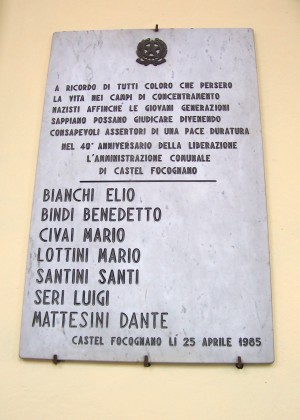 A RICORDO DI TUTTI COLORO CHE PERSERO
LA VITA NEI CAMPI DI CONCENTRAMENTO
NAZISTI AFFINCHÉ LE GIOVANI GENERAZIONI
SAPPIANO POSSANO GIUDICARE DIVENENDO
CONSAPEVOLI ASSERTORI DI UNA PACE DURATURA
NEL 40° ANNIVERSARIO DELLA LIBERAZIONE
L'AMMINISTRAZIONE COMUNALE
DI CASTEL FOCOGNANO
BIANCHI ELIO
BINDI BENEDETTO
CIVAI MARIO
LOTTINI MARIO
SANTINI SANTI
SERI LUIGI
MATTESINI DANTE
CASTEL FOCOGNANO LÌ 25 APRILE 1985